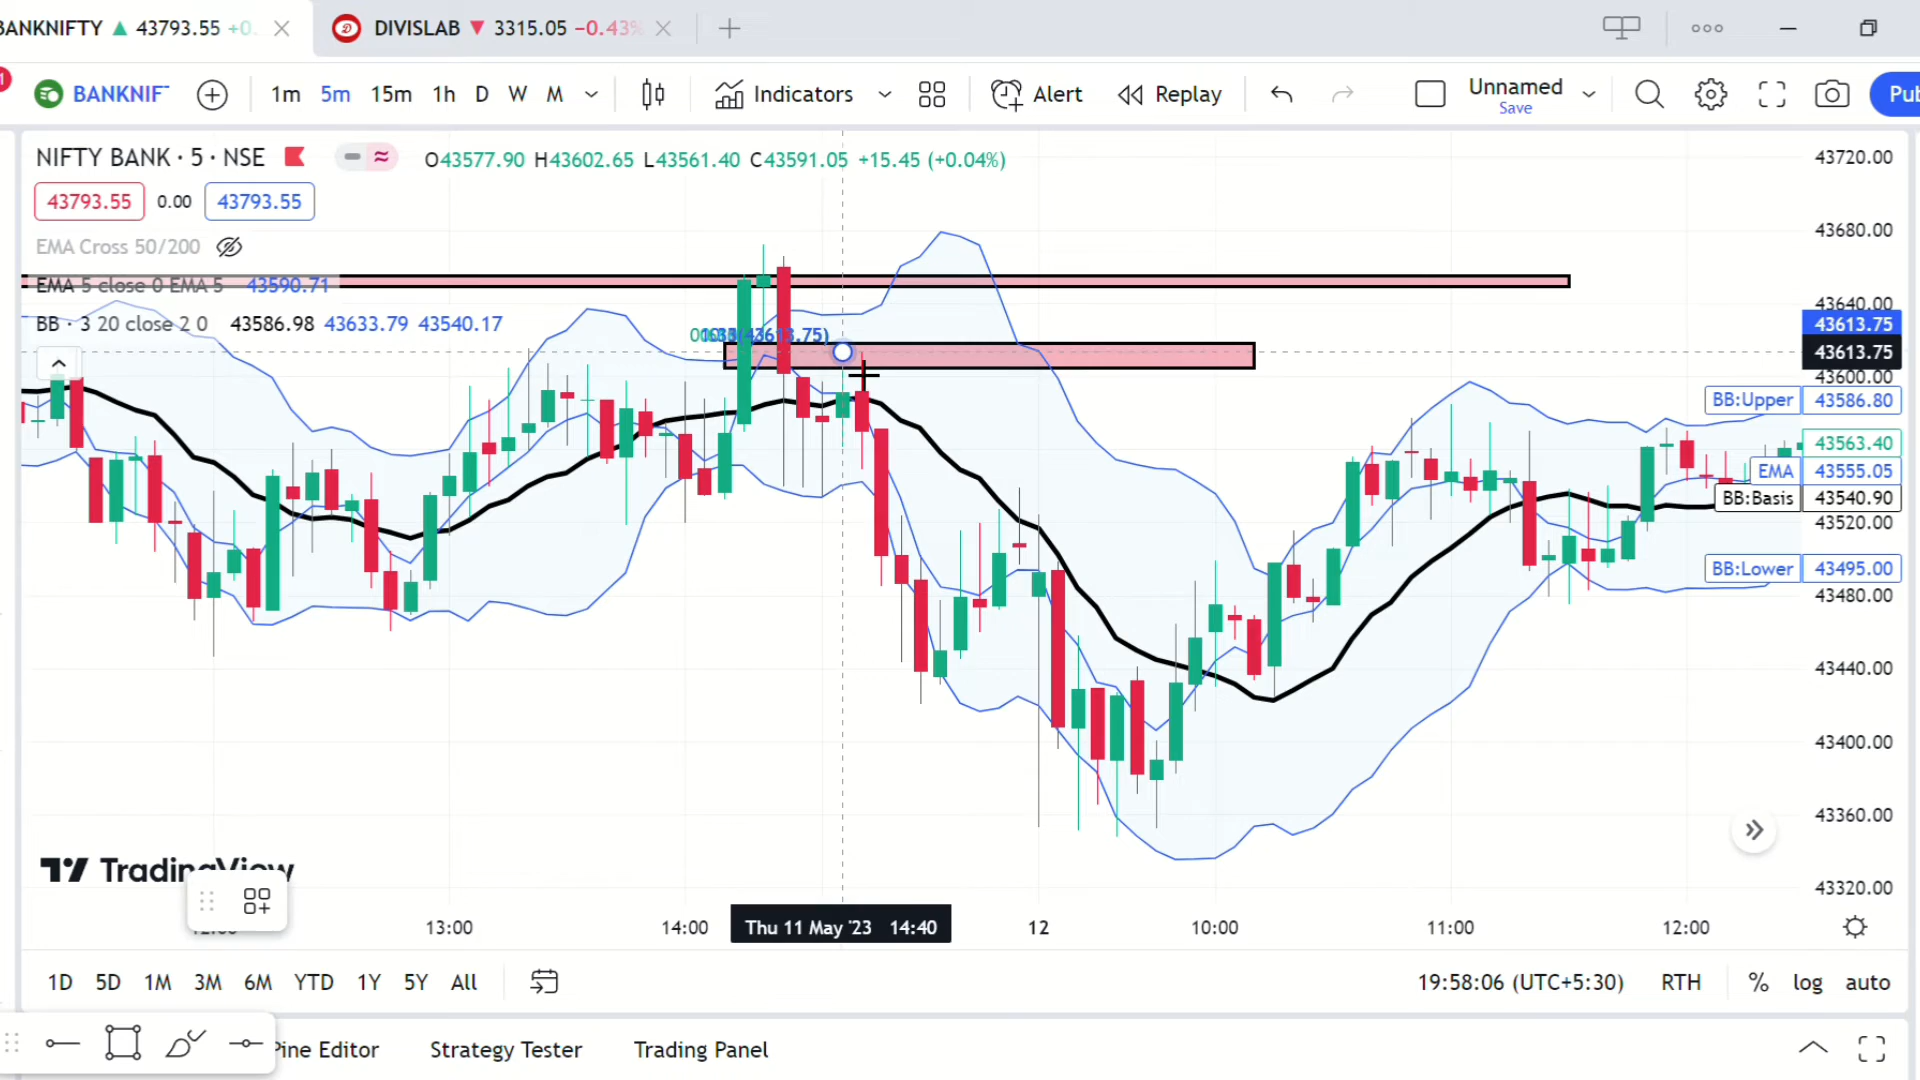 BANKNIFTY ▲ 43793.55 +0. DIVISLAB ▼ 3315.05 −0.43%
BANKNIF 1m 5m 15m 1h D W M Indicators Alert Replay Unnamed Save Pub
NIFTY BANK · 5 · NSE O43577.90 H43602.65 L43561.40 C43591.05 +15.45 (+0.04%)
43793.55 0.00 43793.55
EMA Cross 50/200
EMA 5 close 0 EMA 5 43590.71
BB · 3 20 close 2 0 43586.98 43633.79 43540.17
43720.00
43680.00
43640.00
43613.75
43613.75
43600.00
BB:Upper 43586.80
43563.40
EMA 43555.05
BB:Basis 43540.90
43520.00
BB:Lower 43495.00
43480.00
43440.00
43400.00
43360.00
43320.00
TradingView
13:00 14:00 Thu 11 May '23 14:40 12 10:00 11:00 12:00
1D 5D 1M 3M 6M YTD 1Y 5Y All 19:58:06 (UTC+5:30) RTH % log auto
Pine Editor Strategy Tester Trading Panel